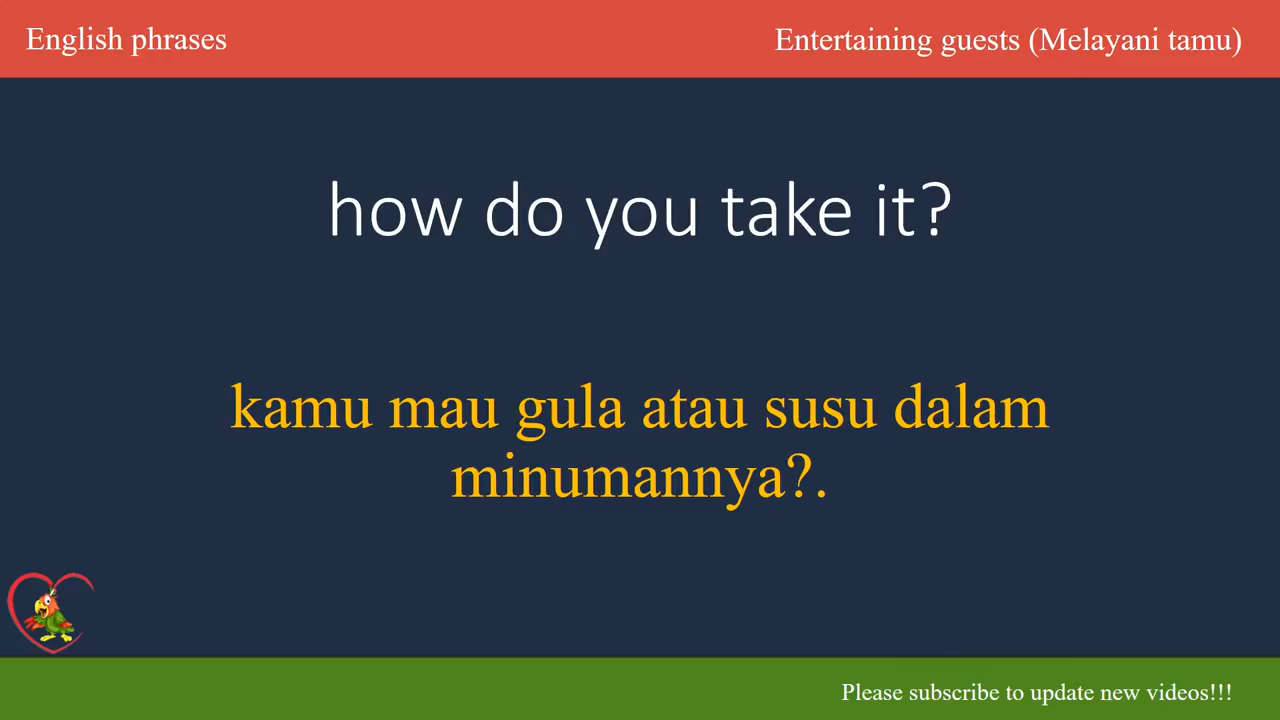 English phrases
Entertaining guests (Melayani tamu)
how do you take it?
kamu mau gula atau susu dalam
minumannya?.
Please subscribe to update new videos!!!